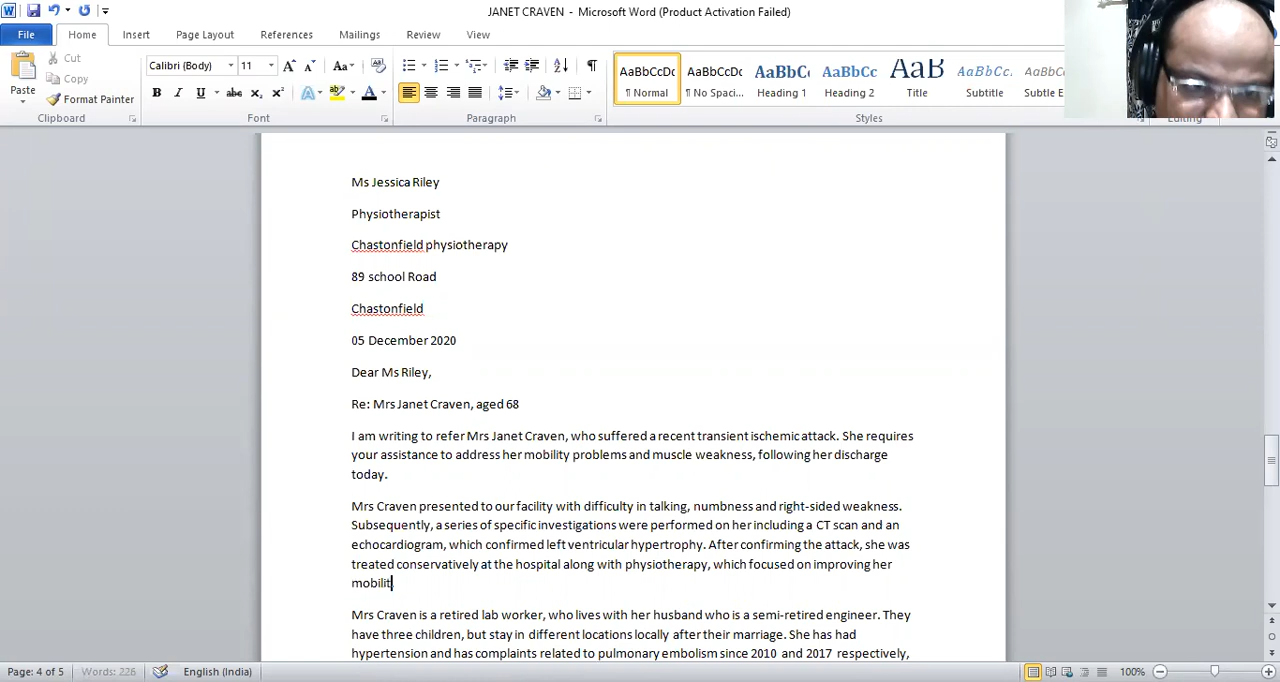 JANET CRAVEN - Microsoft Word (Product Activation Failed)
File Home Insert Page Layout References Mailings Review View
Cut
Copy
Paste
Format Painter
Calibri (Body) 11
AaBbCcDc AaBbCcDc AaBbC AaBbCc AaB AaBbCc.
¶ Normal ¶ No Spaci... Heading 1 Heading 2 Title Subtitle Subtle E
Clipboard Font Paragraph Styles Editing
Ms Jessica Riley
Physiotherapist
Chastonfield physiotherapy
89 school Road
Chastonfield
05 December 2020
Dear Ms Riley,
Re: Mrs Janet Craven, aged 68
I am writing to refer Mrs Janet Craven, who suffered a recent transient ischemic attack. She requires
your assistance to address her mobility problems and muscle weakness, following her discharge
today.
Mrs Craven presented to our facility with difficulty in talking, numbness and right-sided weakness.
Subsequently, a series of specific investigations were performed on her including a CT scan and an
echocardiogram, which confirmed left ventricular hypertrophy. After confirming the attack, she was
treated conservatively at the hospital along with physiotherapy, which focused on improving her
mobilit
Mrs Craven is a retired lab worker, who lives with her husband who is a semi-retired engineer. They
have three children, but stay in different locations locally after their marriage. She has had
hypertension and has complaints related to pulmonary embolism since 2010 and 2017 respectively,
Page: 4 of 5 Words: 226 English (India) 100%